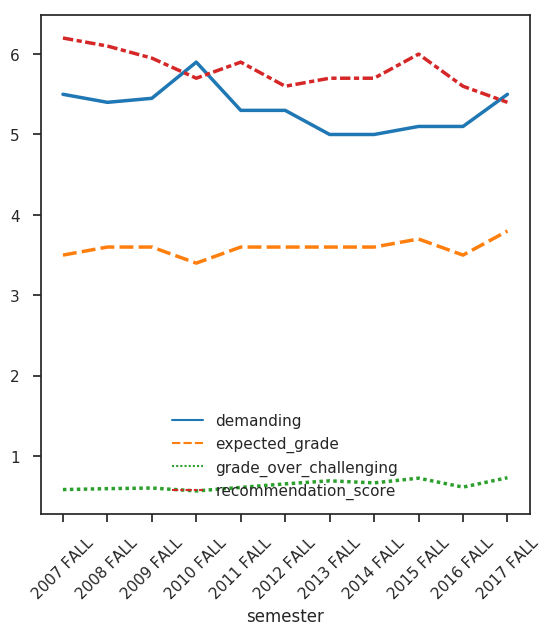 6
5
4
3
2
1
demanding
expected_grade
grade_over_challenging
recommendation_score
2007 FALL
2008 FALL
2009 FALL
2010 FALL
2011 FALL
2012 FALL
2013 FALL
2014 FALL
2015 FALL
2016 FALL
2017 FALL
semester